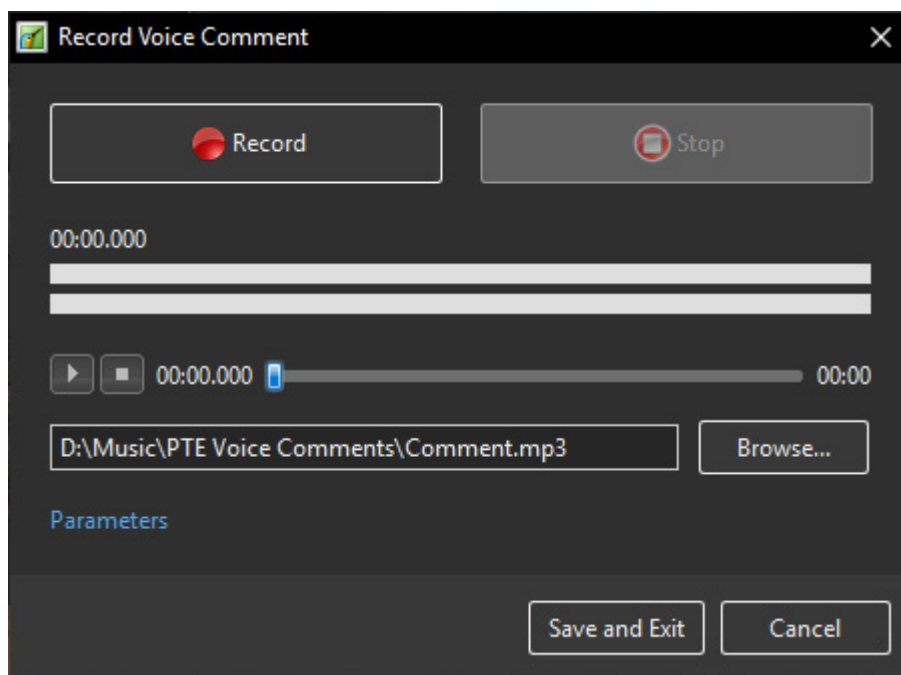 Record Voice Comment
Record
Stop
00:00.000
00:00.000
00:00
D:\Music\PTE Voice Comments\Comment.mp3
Browse...
Parameters
Save and Exit
Cancel